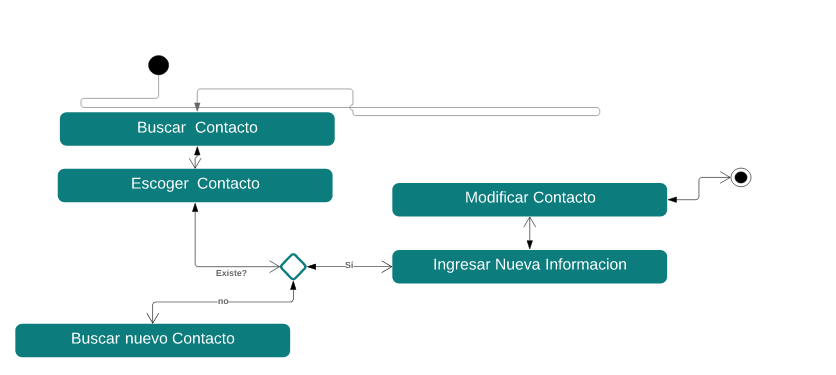 Buscar  Contacto
Escoger  Contacto
Modificar Contacto
Ingresar Nueva Informacion
Existe?
Sí
no
Buscar nuevo Contacto